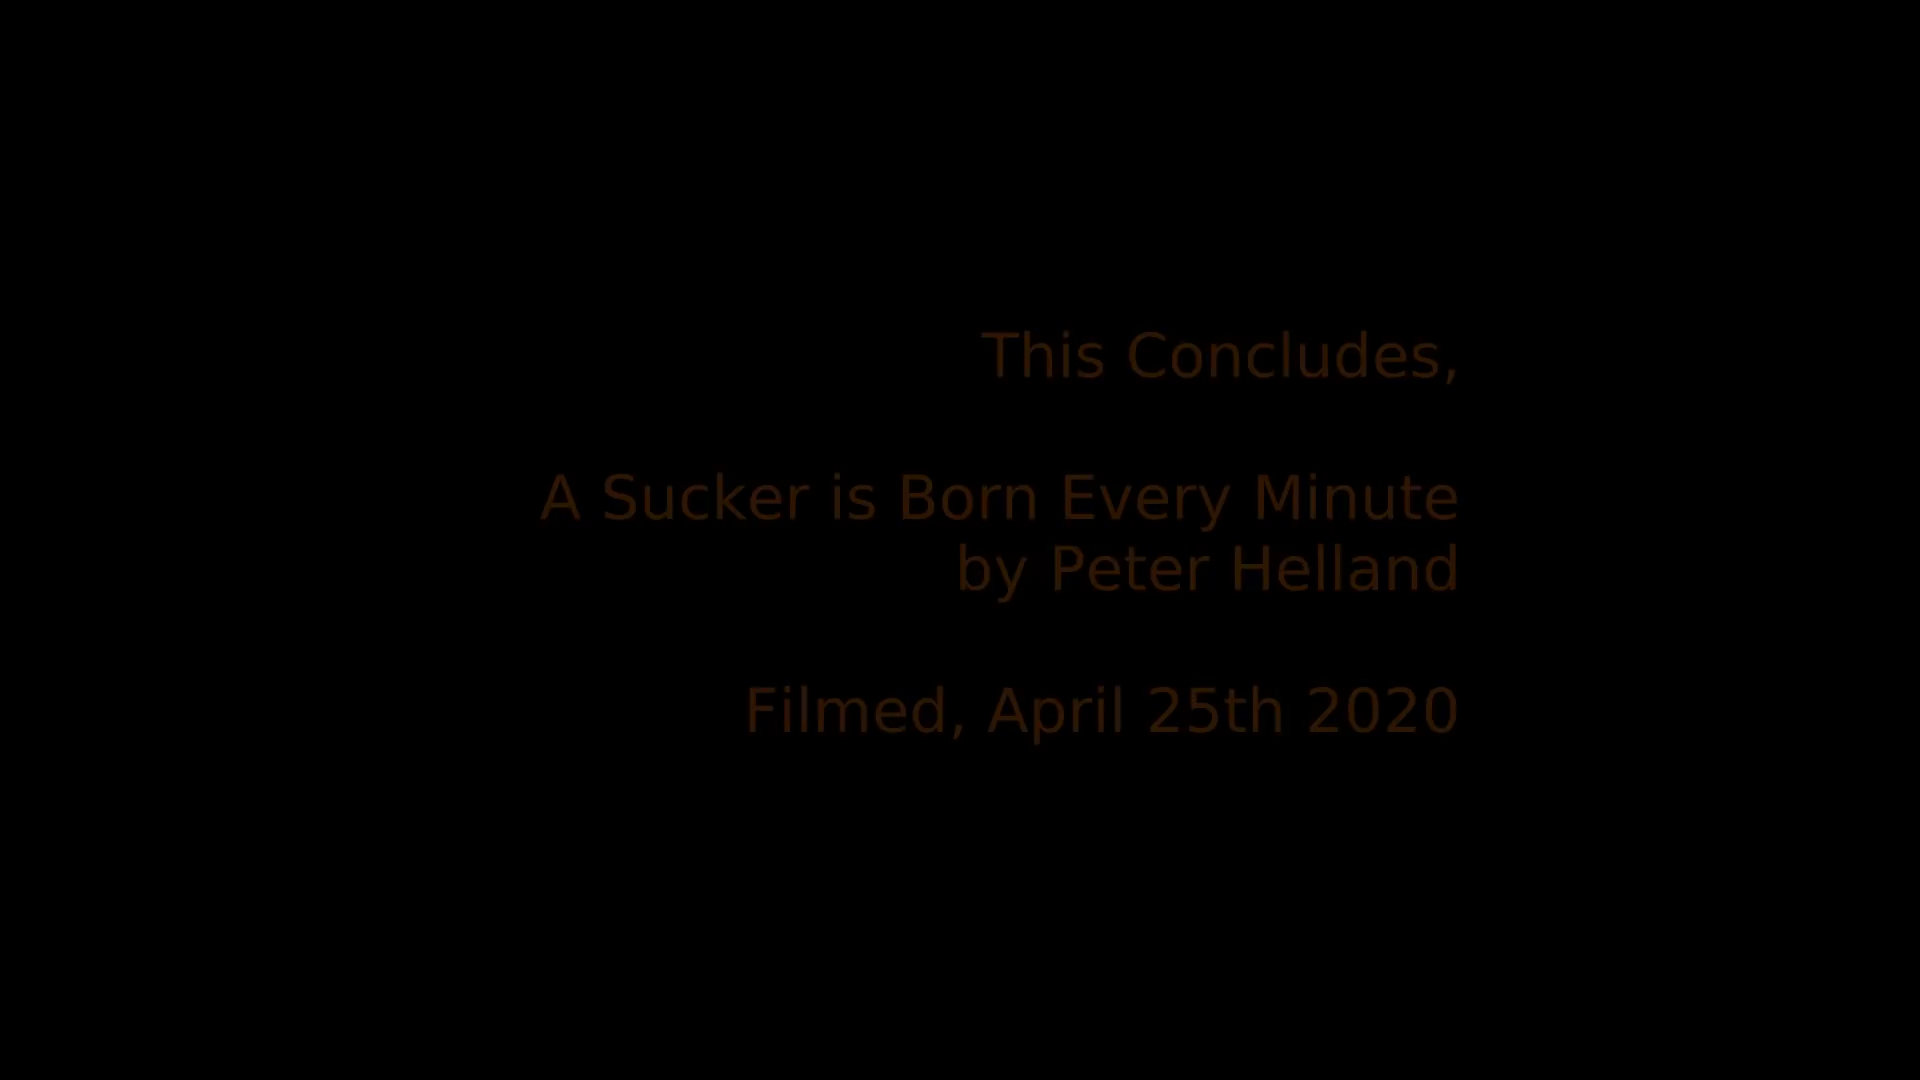 This Concludes,
A Sucker is Born Every Minute
by Peter Helland
Filmed, April 25th 2020